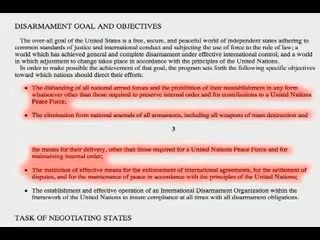 DISARMAMENT GOAL AND OBJECTIVES
The over-all goal of the United States is a free, secure, and peaceful world of independent states adhering to
common standards of justice and international conduct and subjecting the use of force to the rule of law; a
world which has achieved general and complete disarmament under effective international control; and a world
in which adjustment to change takes place in accordance with the principles of the United Nations.
In order to make possible the achievement of that goal, the program sets forth the following specific objectives
toward which nations should direct their efforts:
• The disbanding of all national armed forces and the prohibition of their reestablishment in any form
whatsoever other than those required to preserve internal order and for contributions to a United Nations
Peace Force;
• The elimination from national arsenals of all armaments, including all weapons of mass destruction and
3
the means for their delivery, other than those required for a United Nations Peace Force and for
maintaining internal order;
• The institution of effective means for the enforcement of international agreements, for the settlement of
disputes, and for the maintenance of peace in accordance with the principles of the United Nations;
• The establishment and effective operation of an International Disarmament Organization within the
framework of the United Nations to insure compliance at all times with all disarmament obligations.
TASK OF NEGOTIATING STATES